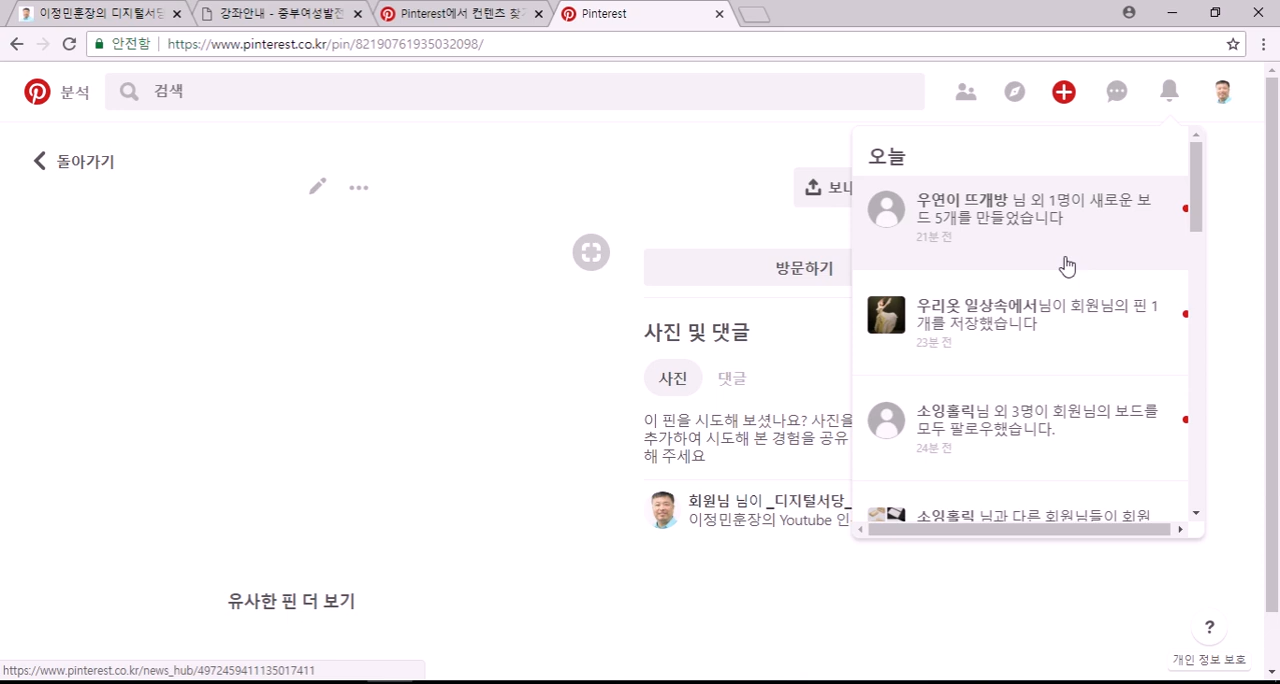 이정민훈장의 디지털서당
강좌안내 - 중부여성발전
Pinterest에서 컨텐츠 찾기
Pinterest
안전함
https://www.pinterest.co.kr/pin/82190761935032098/
분석
검색
돌아가기
보내
방문하기
사진 및 댓글
사진
댓글
이 핀을 시도해 보셨나요? 사진을
추가하여 시도해 본 경험을 공유
해 주세요
회원님 님이 _디지털서당_
이정민훈장의 Youtube 인
유사한 핀 더 보기
오늘
우연이 뜨개방 님 외 1명이 새로운 보
드 5개를 만들었습니다
21분 전
우리옷 일상속에서님이 회원님의 핀 1
개를 저장했습니다
23분 전
소잉홀릭님 외 3명이 회원님의 보드를
모두 팔로우했습니다.
24분 전
소잉홀릭 님과 다른 회원님들이 회원
?
개인 정보 보호
https://www.pinterest.co.kr/news_hub/4972459411135017411